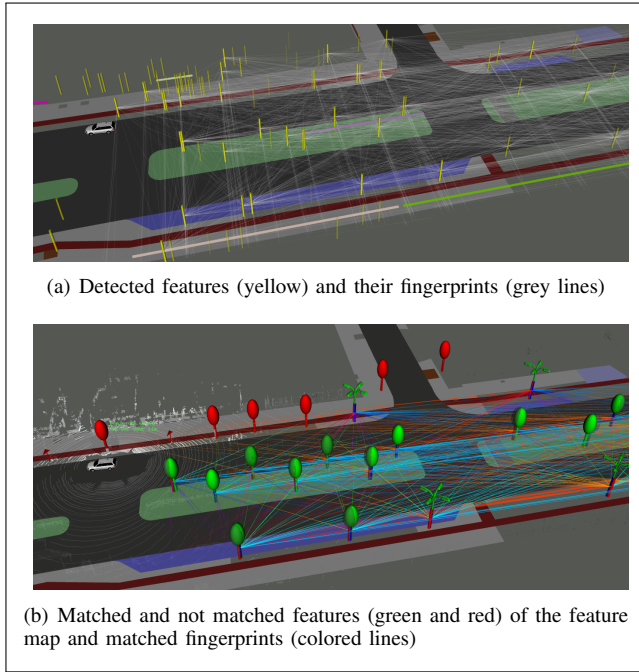 (a) Detected features (yellow) and their fingerprints (grey lines)
(b) Matched and not matched features (green and red) of the feature
map and matched fingerprints (colored lines)